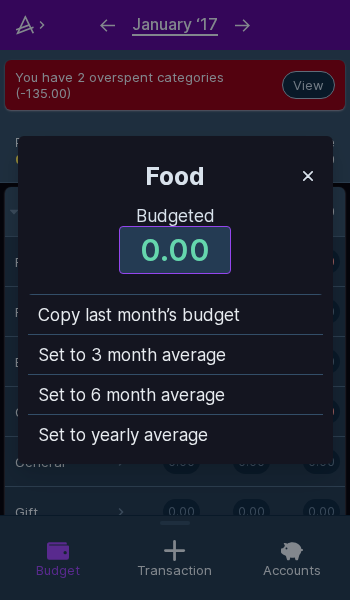 January ‘17
You have 2 overspent categories
(-135.00)
View
Food
Budgeted
0.00
Copy last month’s budget
Set to 3 month average
Set to 6 month average
Set to yearly average
General
0.00 0.00 0.00
Gift
0.00 0.00 0.00
Budget
Transaction
Accounts